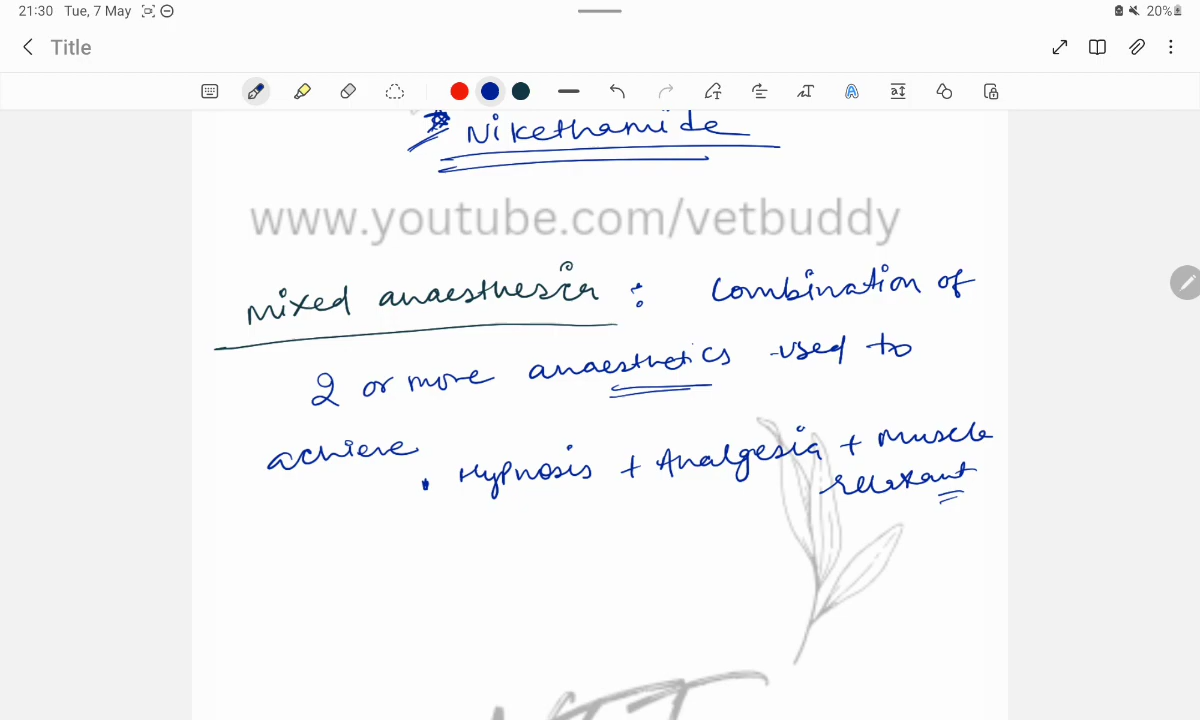 21:30 Tue, 7 May
20%
Title
Nikethamide
www.youtube.com/vetbuddy
Mixed anaesthesia : Combination of
2 or more anaesthetics used to
achieve
• Hypnosis + Analgesia + Muscle
relaxant